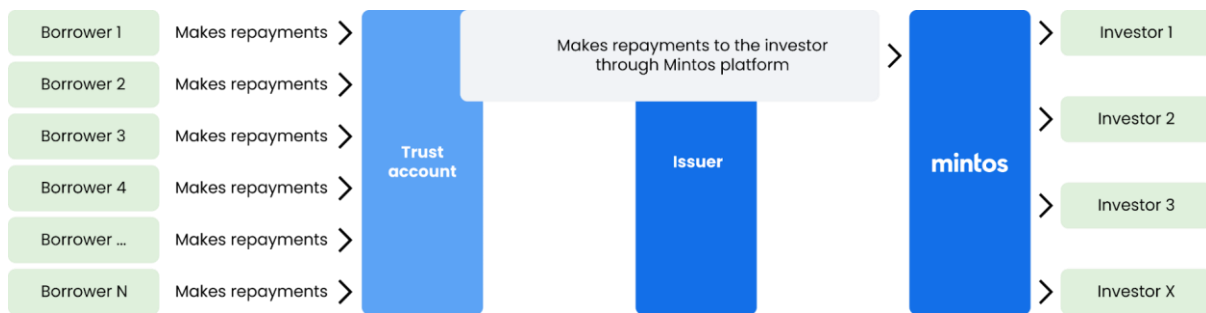 Borrower 1
Makes repayments
Borrower 2
Makes repayments
Borrower 3
Makes repayments
Borrower 4
Makes repayments
Borrower ...
Makes repayments
Borrower N
Makes repayments
Trust
account
Makes repayments to the investor
through Mintos platform
Issuer
mintos
Investor 1
Investor 2
Investor 3
Investor X